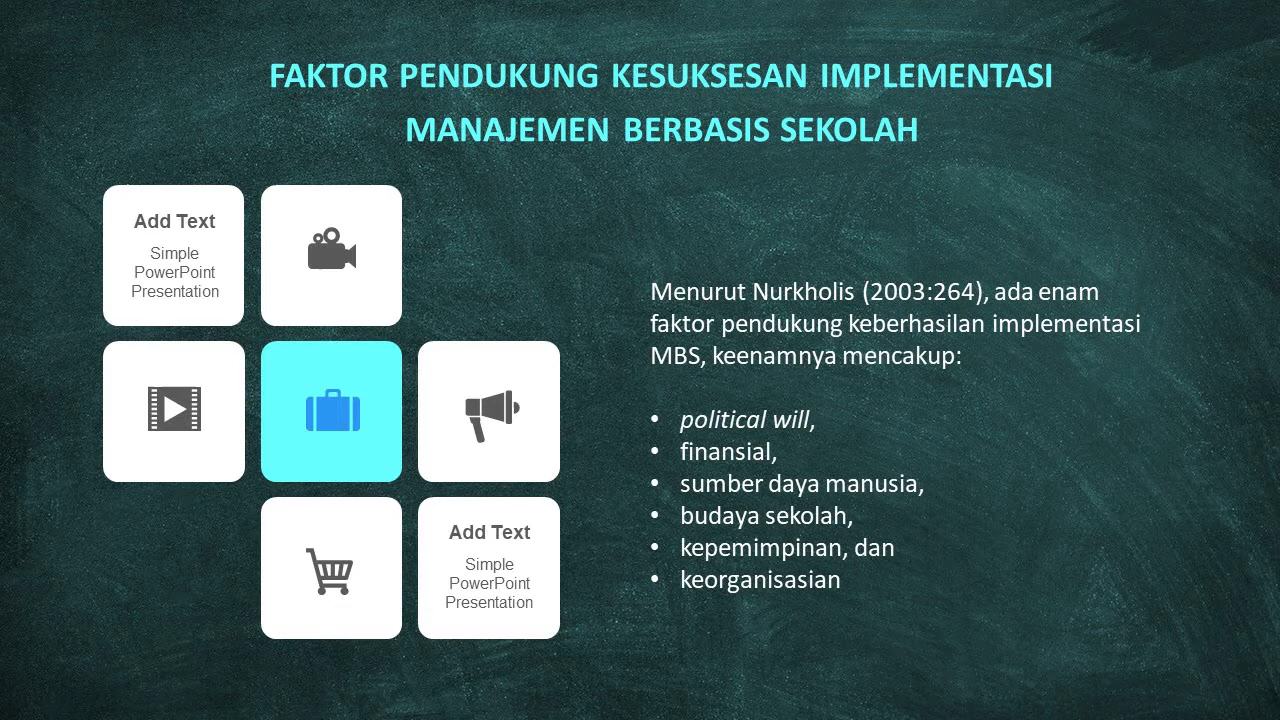 FAKTOR PENDUKUNG KESUKSESAN IMPLEMENTASI
MANAJEMEN BERBASIS SEKOLAH
Add Text
Simple
PowerPoint
Presentation
Menurut Nurkholis (2003:264), ada enam
faktor pendukung keberhasilan implementasi
MBS, keenamnya mencakup:
• political will,
• finansial,
• sumber daya manusia,
• budaya sekolah,
• kepemimpinan, dan
• keorganisasian
Add Text
Simple
PowerPoint
Presentation